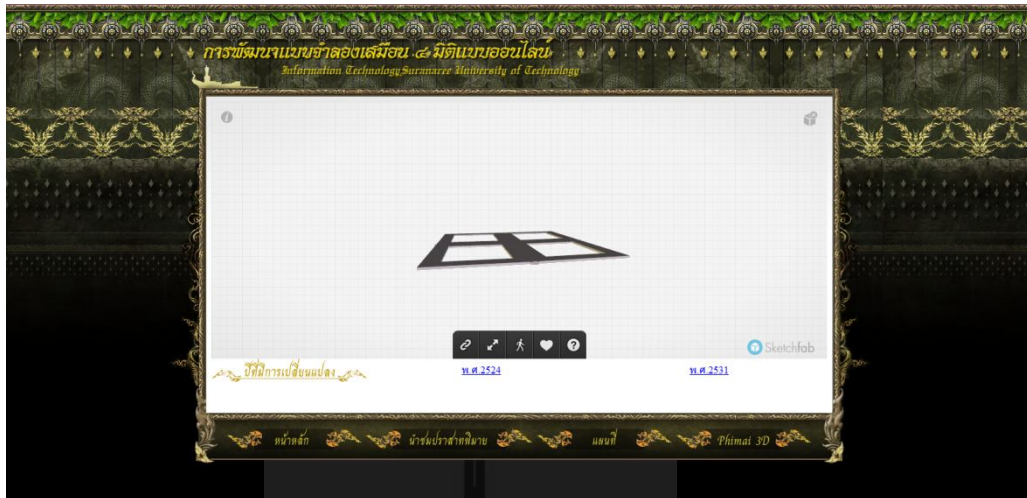 การพัฒนาแบบจำลองเสมือน ๔ มิติแบบออนไลน์
Information Technology Suranaree University of Technology
Sketchfab
ปีที่มีการเปลี่ยนแปลง
พ.ศ.2524
พ.ศ.2531
หน้าหลัก
นำชมปราสาทพิมาย
แผนที่
Phimai 3D